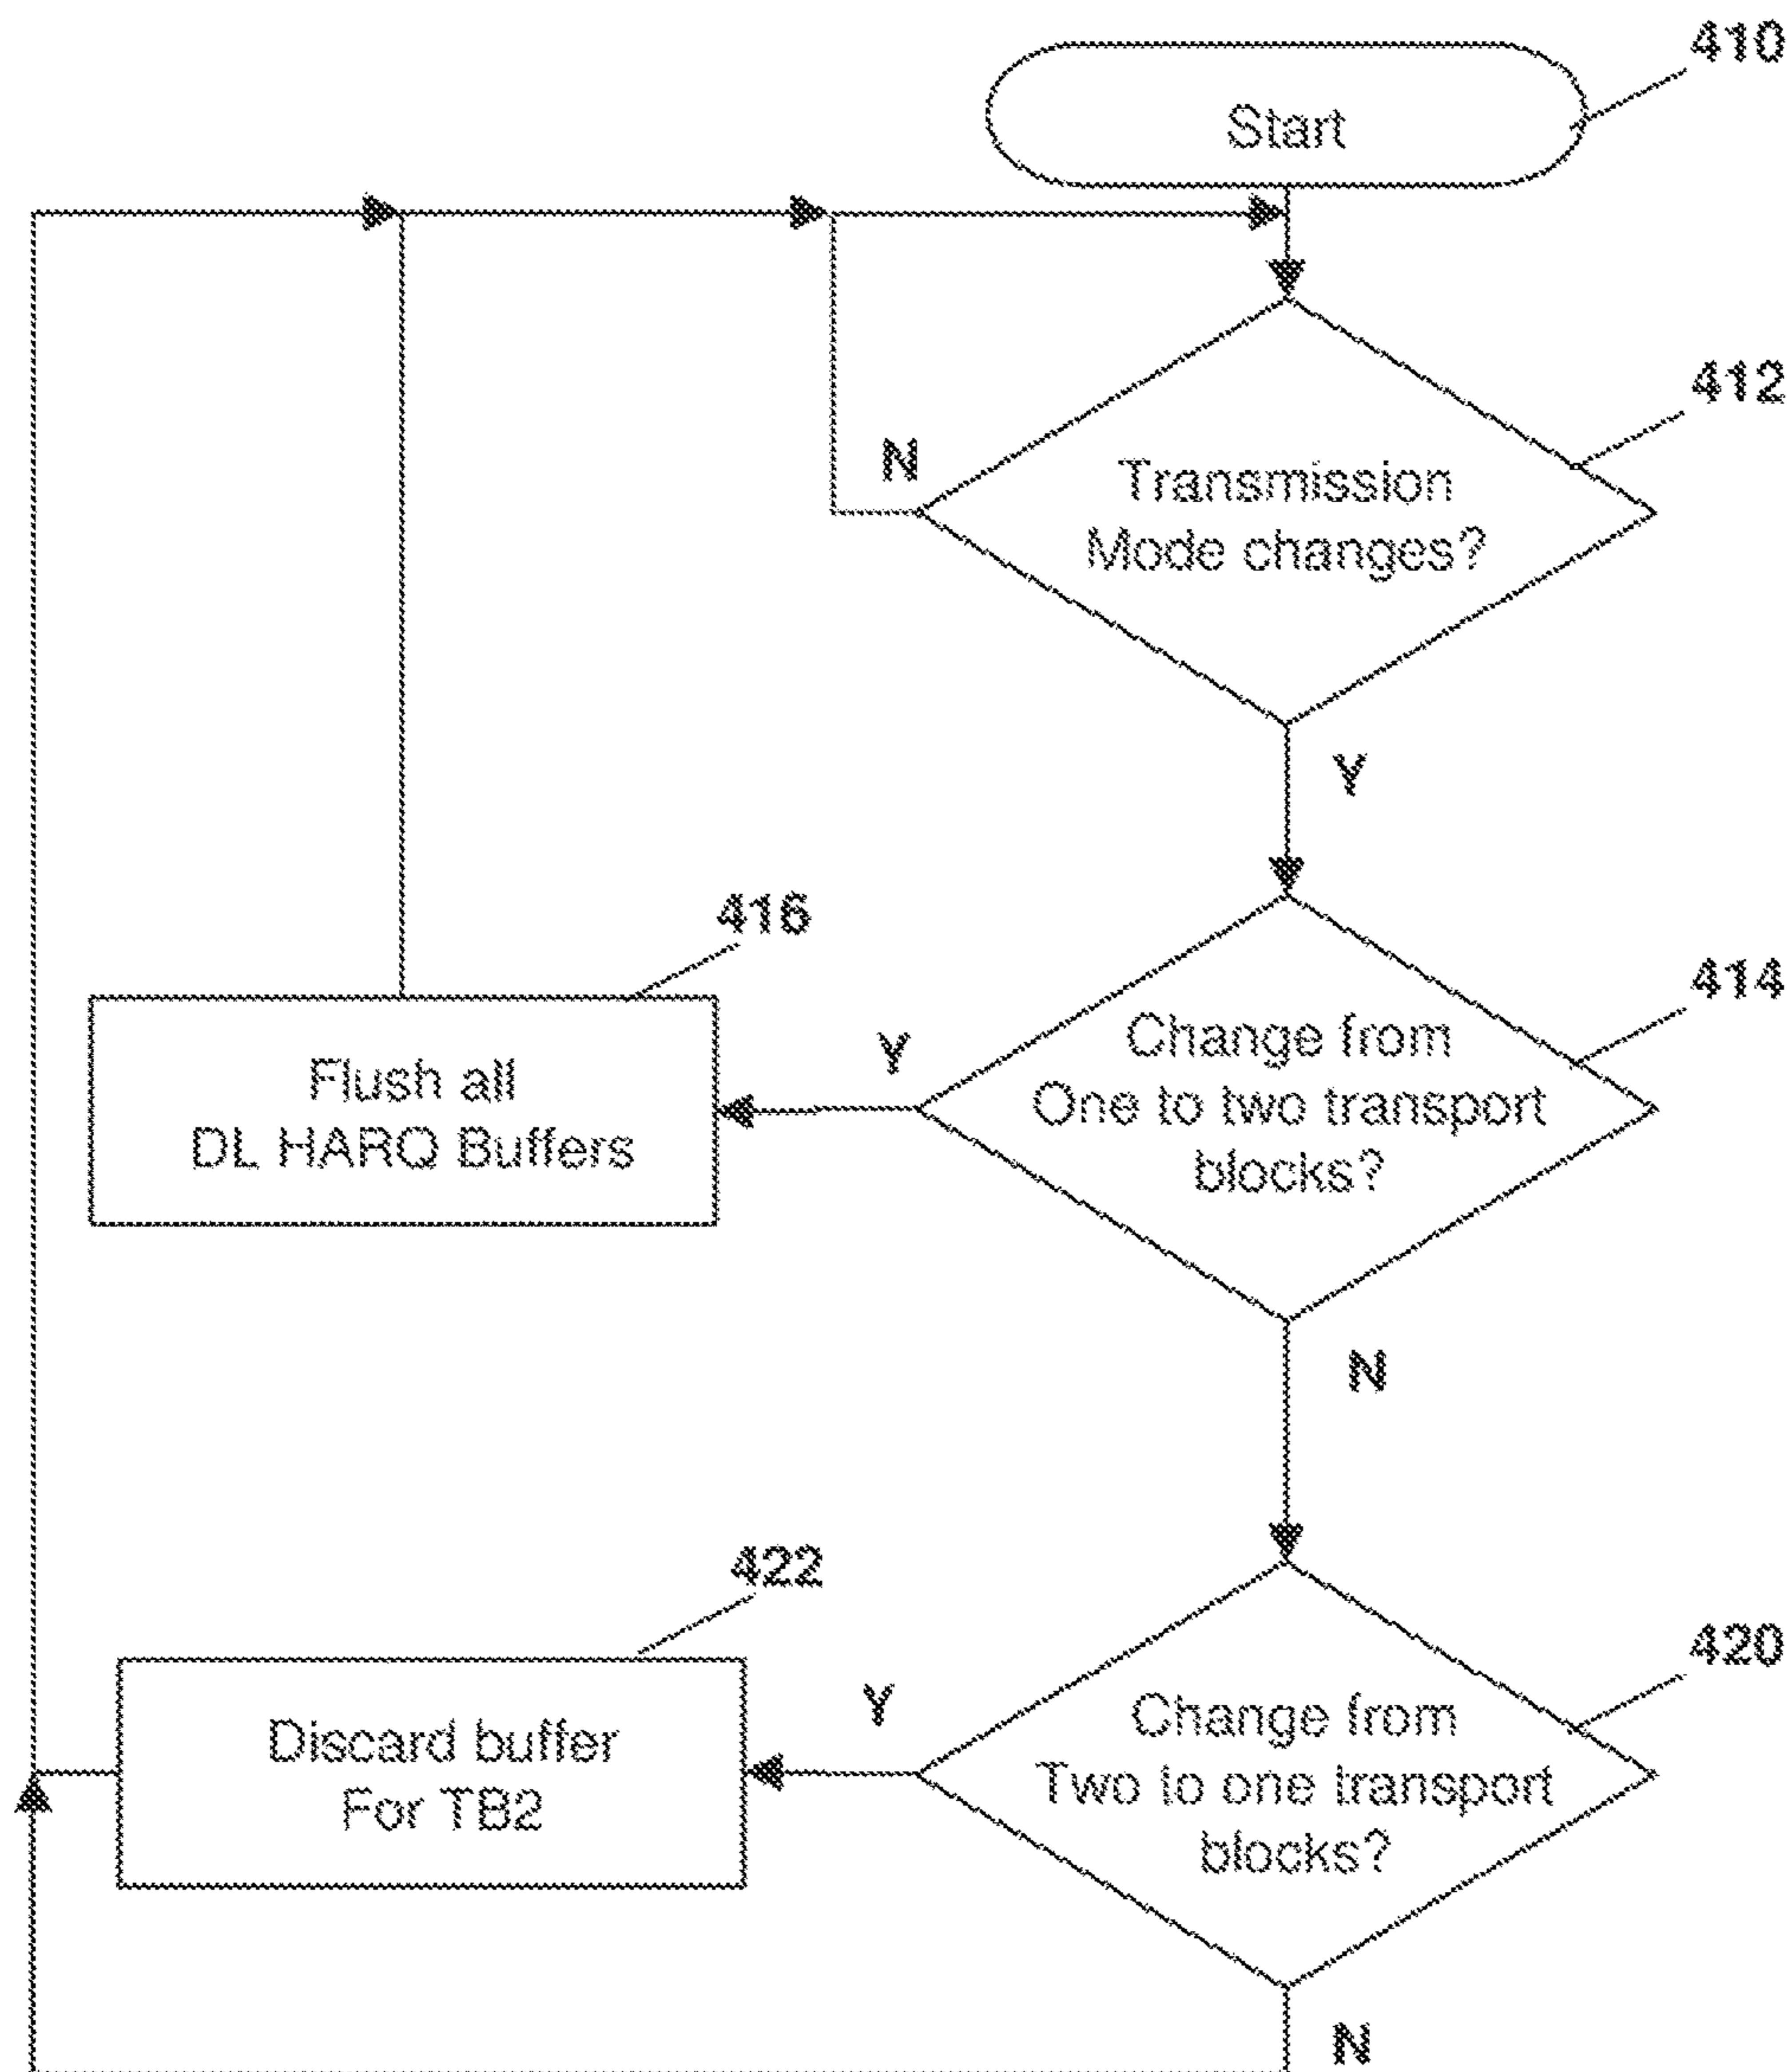 410
Start
412
N
Transmission
Mode changes?
Y
416
414
Flush all
DL HARQ Buffers
Y
Change from
One to two transport
blocks?
N
422
420
Discard buffer
For TB2
Y
Change from
Two to one transport
blocks?
N